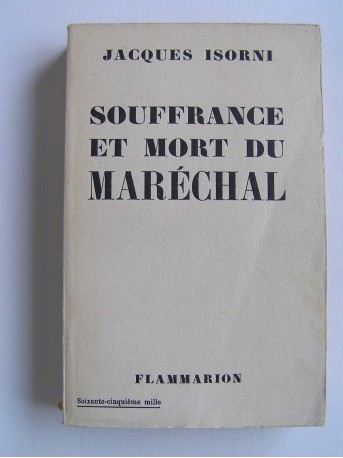 JACQUES ISORNI
SOUFFRANCE
ET MORT DU
MARÉCHAL
FLAMMARION
Soixante-cinquième mille